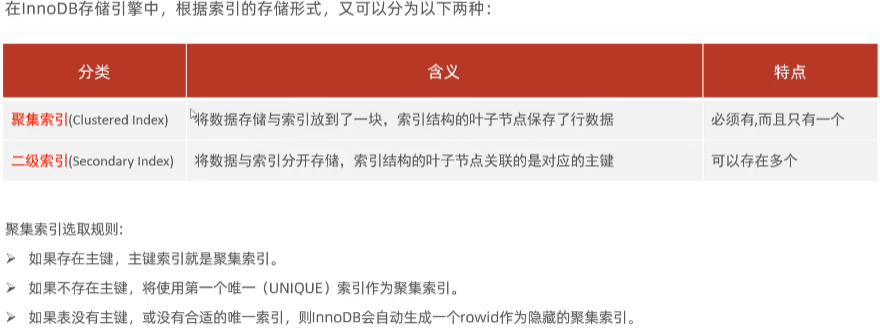 在InnoDB存储引擎中，根据索引的存储形式，又可以分为以下两种：
分类 含义 特点
聚集索引(Clustered Index) 将数据存储与索引放到了一块，索引结构的叶子节点保存了行数据 必须有,而且只有一个
二级索引(Secondary Index) 将数据与索引分开存储，索引结构的叶子节点关联的是对应的主键 可以存在多个
聚集索引选取规则:
➢ 如果存在主键，主键索引就是聚集索引。
➢ 如果不存在主键，将使用第一个唯一（UNIQUE）索引作为聚集索引。
➢ 如果表没有主键，或没有合适的唯一索引，则InnoDB会自动生成一个rowid作为隐藏的聚集索引。